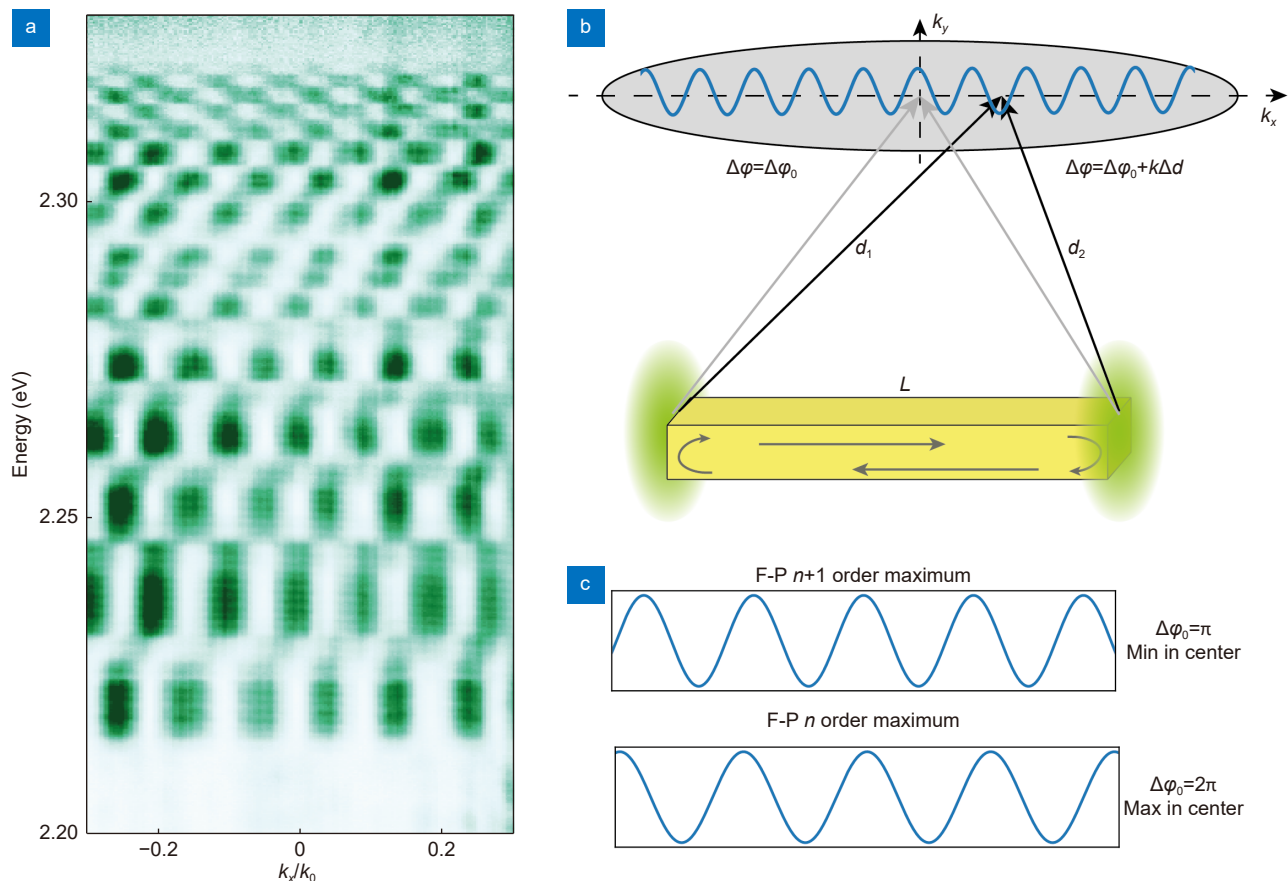 a
Energy (eV)
2.30
2.25
2.20
−0.2
0
0.2
kₓ/k₀
b
k_y
kₓ
Δφ=Δφ₀
Δφ=Δφ₀+kΔd
d₁
d₂
L
c
F-P n+1 order maximum
Δφ₀=π
Min in center
F-P n order maximum
Δφ₀=2π
Max in center